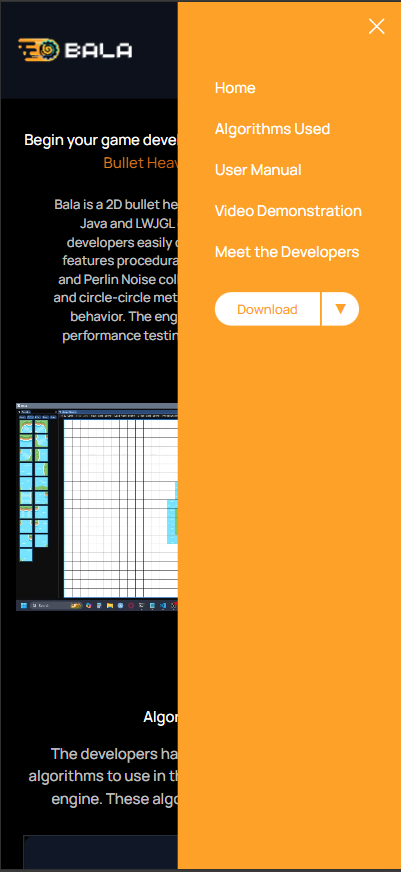 BALA
Home
Algorithms Used
User Manual
Video Demonstration
Meet the Developers
Download
Begin your game devel
Bullet Heav
Bala is a 2D bullet he
Java and LWJGL
developers easily
features procedura
and Perlin Noise coll
and circle-circle met
behavior. The eng
performance testin
Algor
The developers ha
algorithms to use in th
engine. These algo